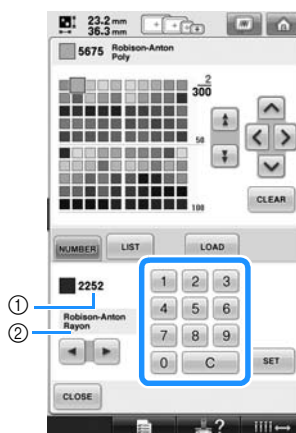 23.2 mm
36.3 mm
5675 Robison-Anton
Poly
2
300
50
100
CLEAR
NUMBER LIST LOAD
① 2252
② Robison-Anton
Rayon
1 2 3
4 5 6
7 8 9
0 C
SET
CLOSE
?